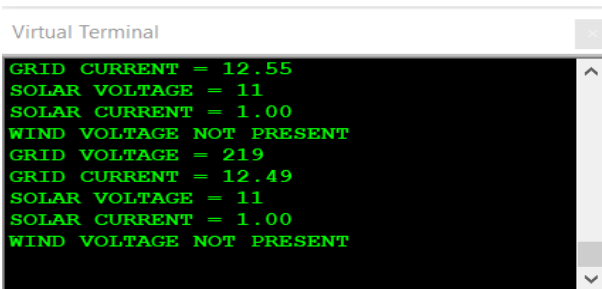 Virtual Terminal
GRID CURRENT = 12.55
SOLAR VOLTAGE = 11
SOLAR CURRENT = 1.00
WIND VOLTAGE NOT PRESENT
GRID VOLTAGE = 219
GRID CURRENT = 12.49
SOLAR VOLTAGE = 11
SOLAR CURRENT = 1.00
WIND VOLTAGE NOT PRESENT